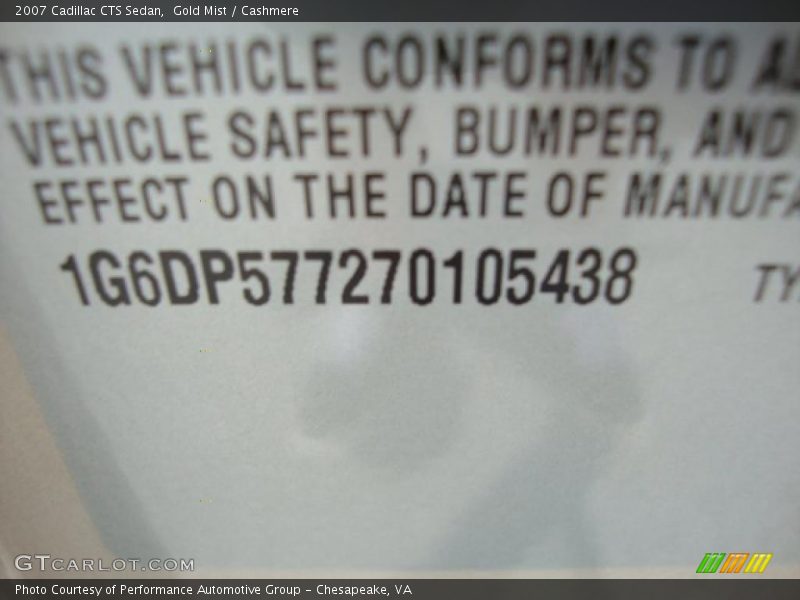 2007 Cadillac CTS Sedan, Gold Mist / Cashmere
THIS VEHICLE CONFORMS TO
VEHICLE SAFETY, BUMPER, AND
EFFECT ON THE DATE OF MANUFA
1G6DP577270105438 TY
GTCARLOT.COM
Photo Courtesy of Performance Automotive Group - Chesapeake, VA